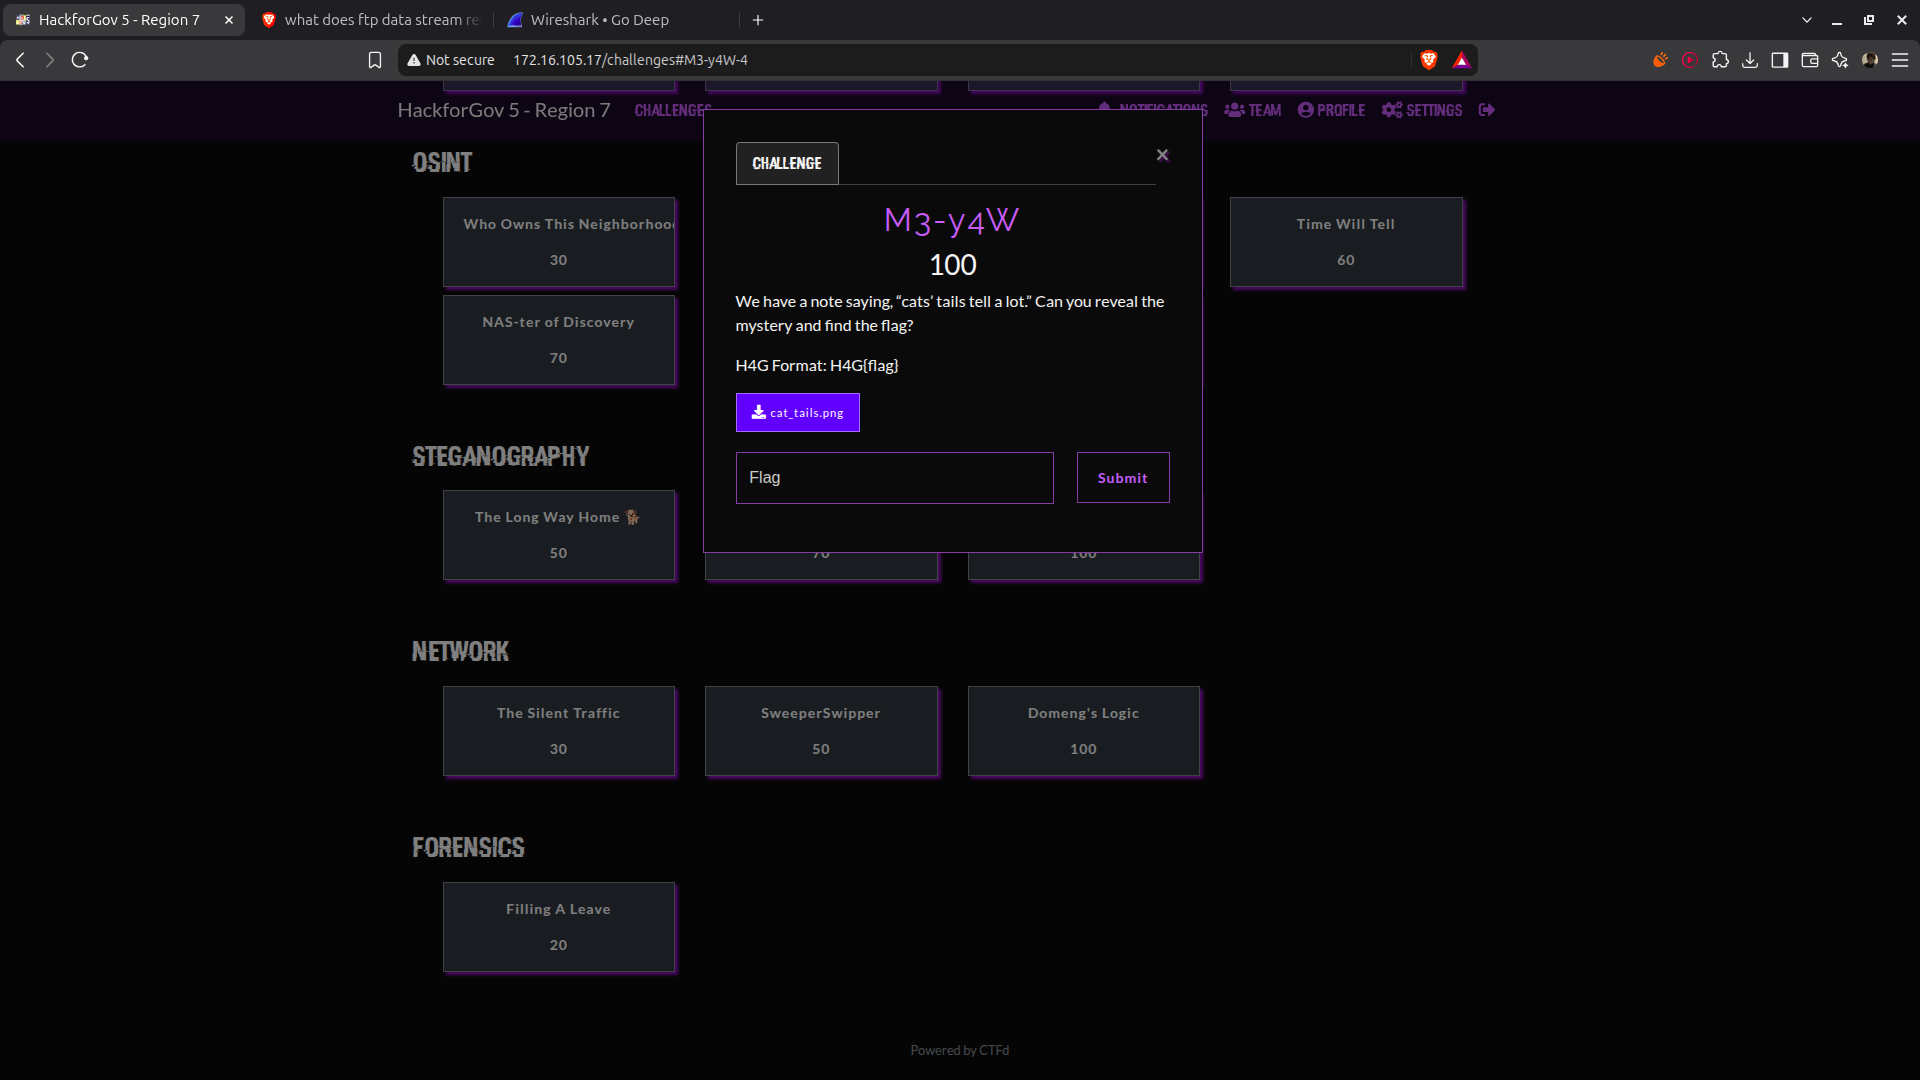 HackforGov 5 - Region 7
what does ftp data stream re
Wireshark • Go Deep
Not secure
172.16.105.17/challenges#M3-y4W-4
HackforGov 5 - Region 7
CHALLENGES
NOTIFICATIONS
TEAM
PROFILE
SETTINGS
OSINT
Who Owns This Neighborhoo
30
Time Will Tell
60
NAS-ter of Discovery
70
CHALLENGE
×
M3-y4W
100
We have a note saying, “cats’ tails tell a lot.” Can you reveal the
mystery and find the flag?
H4G Format: H4G{flag}
cat_tails.png
Flag
Submit
STEGANOGRAPHY
The Long Way Home
50
70
100
NETWORK
The Silent Traffic
30
SweeperSwipper
50
Domeng's Logic
100
FORENSICS
Filling A Leave
20
Powered by CTFd